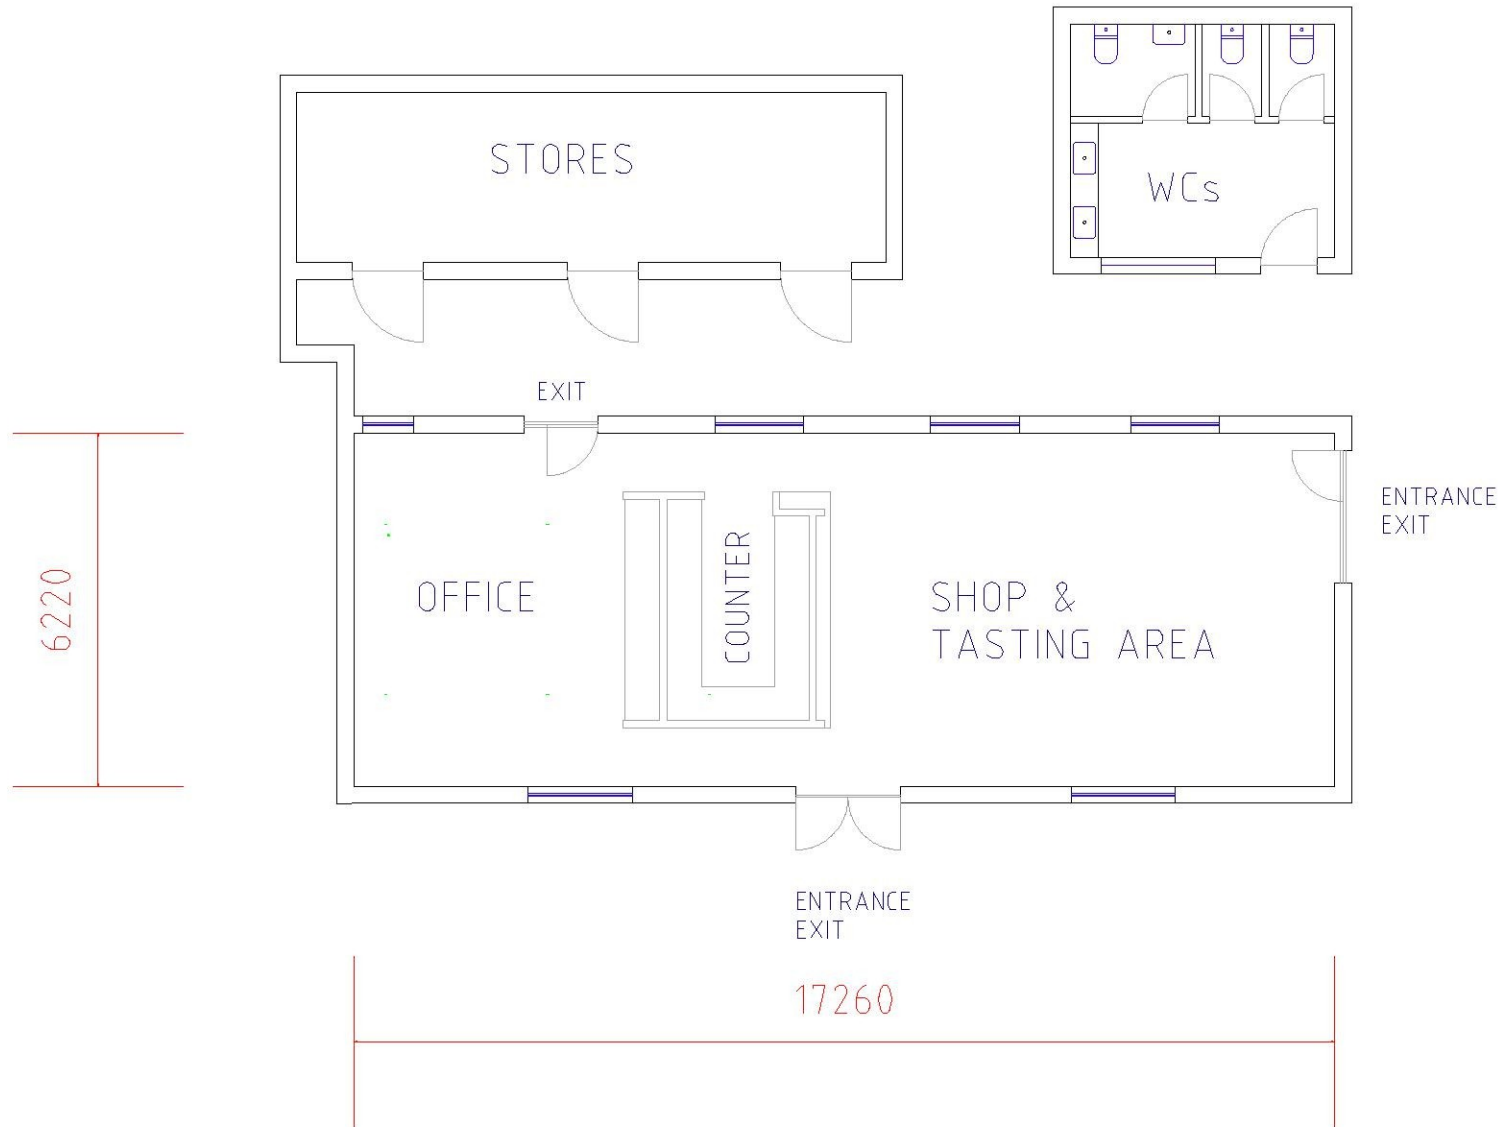 STORES
WCs
EXIT
ENTRANCE
EXIT
6220
OFFICE
COUNTER
SHOP &
TASTING AREA
ENTRANCE
EXIT
17260